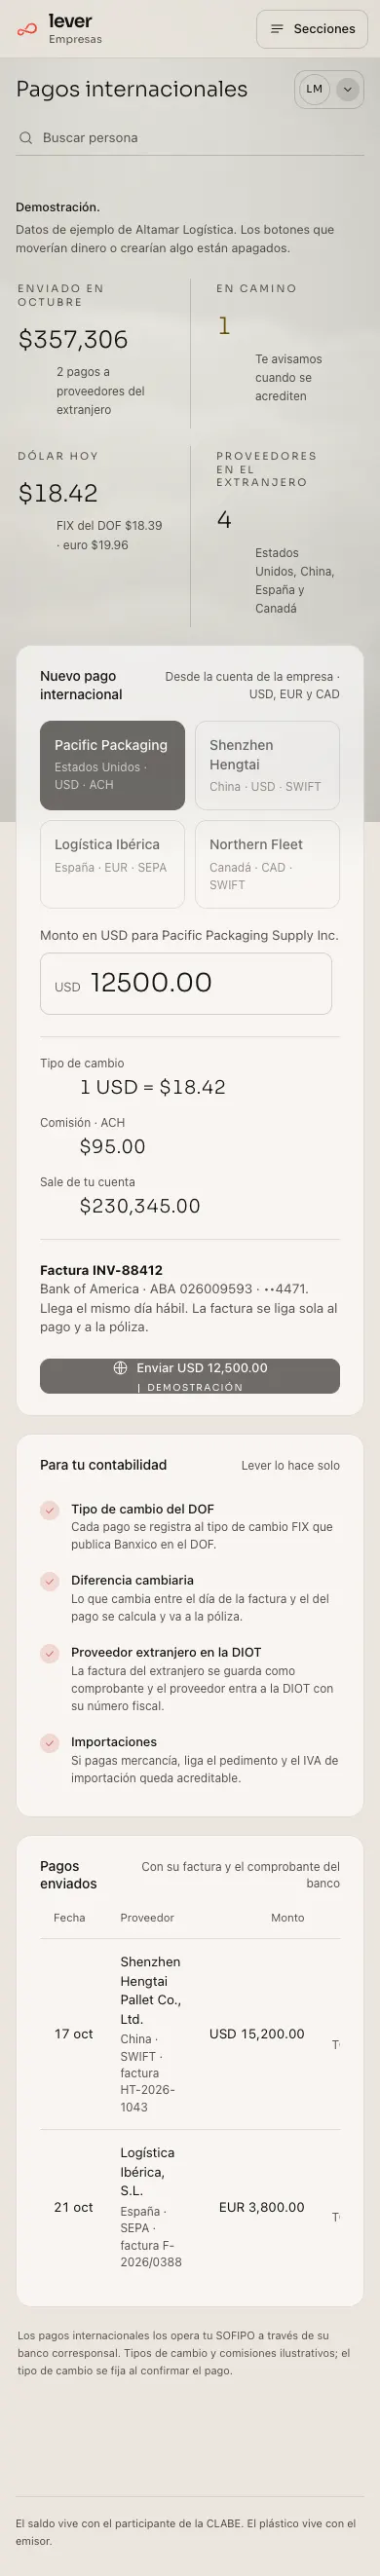 lever
Empresas
Secciones
Pagos internacionales
LM
Buscar persona
Demostración.
Datos de ejemplo de Altamar Logística. Los botones que
moverían dinero o crearían algo están apagados.
ENVIADO EN
OCTUBRE
$357,306
2 pagos a
proveedores del
extranjero
EN CAMINO
1
Te avisamos
cuando se
acrediten
DÓLAR HOY
$18.42
FIX del DOF $18.39
· euro $19.96
PROVEEDORES
EN EL
EXTRANJERO
4
Estados
Unidos, China,
España y
Canadá
Nuevo pago
internacional
Desde la cuenta de la empresa ·
USD, EUR y CAD
Pacific Packaging
Estados Unidos ·
USD · ACH
Shenzhen
Hengtai
China · USD · SWIFT
Logística Ibérica
España · EUR · SEPA
Northern Fleet
Canadá · CAD ·
SWIFT
Monto en USD para Pacific Packaging Supply Inc.
USD 12500.00
Tipo de cambio
1 USD = $18.42
Comisión · ACH
$95.00
Sale de tu cuenta
$230,345.00
Factura INV-88412
Bank of America · ABA 026009593 · ••4471.
Llega el mismo día hábil. La factura se liga sola al
pago y a la póliza.
Enviar USD 12,500.00
| DEMOSTRACIÓN
Para tu contabilidad
Lever lo hace solo
Tipo de cambio del DOF
Cada pago se registra al tipo de cambio FIX que
publica Banxico en el DOF.
Diferencia cambiaria
Lo que cambia entre el día de la factura y el del
pago se calcula y va a la póliza.
Proveedor extranjero en la DIOT
La factura del extranjero se guarda como
comprobante y el proveedor entra a la DIOT con
su número fiscal.
Importaciones
Si pagas mercancía, liga el pedimento y el IVA de
importación queda acreditable.
Pagos
enviados
Con su factura y el comprobante del
banco
Fecha Proveedor Monto
17 oct
Shenzhen
Hengtai
Pallet Co.,
Ltd.
China ·
SWIFT ·
factura
HT-2026-
1043
USD 15,200.00
21 oct
Logística
Ibérica,
S.L.
España ·
SEPA ·
factura F-
2026/0388
EUR 3,800.00
Los pagos internacionales los opera tu SOFIPO a través de su
banco corresponsal. Tipos de cambio y comisiones ilustrativos; el
tipo de cambio se fija al confirmar el pago.
El saldo vive con el participante de la CLABE. El plástico vive con el
emisor.